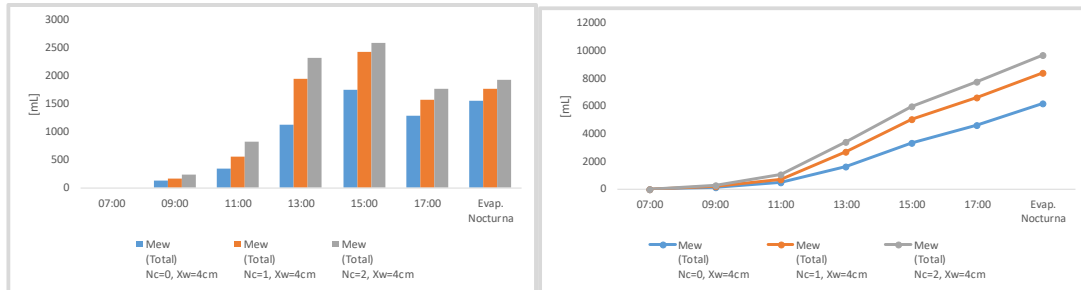 3000
2500
2000
1500
1000
500
0
[mL]
07:00 09:00 11:00 13:00 15:00 17:00 Evap.
Nocturna
Mew Mew Mew
(Total) (Total) (Total)
Nc=0, Xw=4cm Nc=1, Xw=4cm Nc=2, Xw=4cm
12000
10000
8000
6000
4000
2000
0
[mL]
07:00 09:00 11:00 13:00 15:00 17:00 Evap.
Nocturna
Mew Mew Mew
(Total) (Total) (Total)
Nc=0, Xw=4cm Nc=1, Xw=4cm Nc=2, Xw=4cm